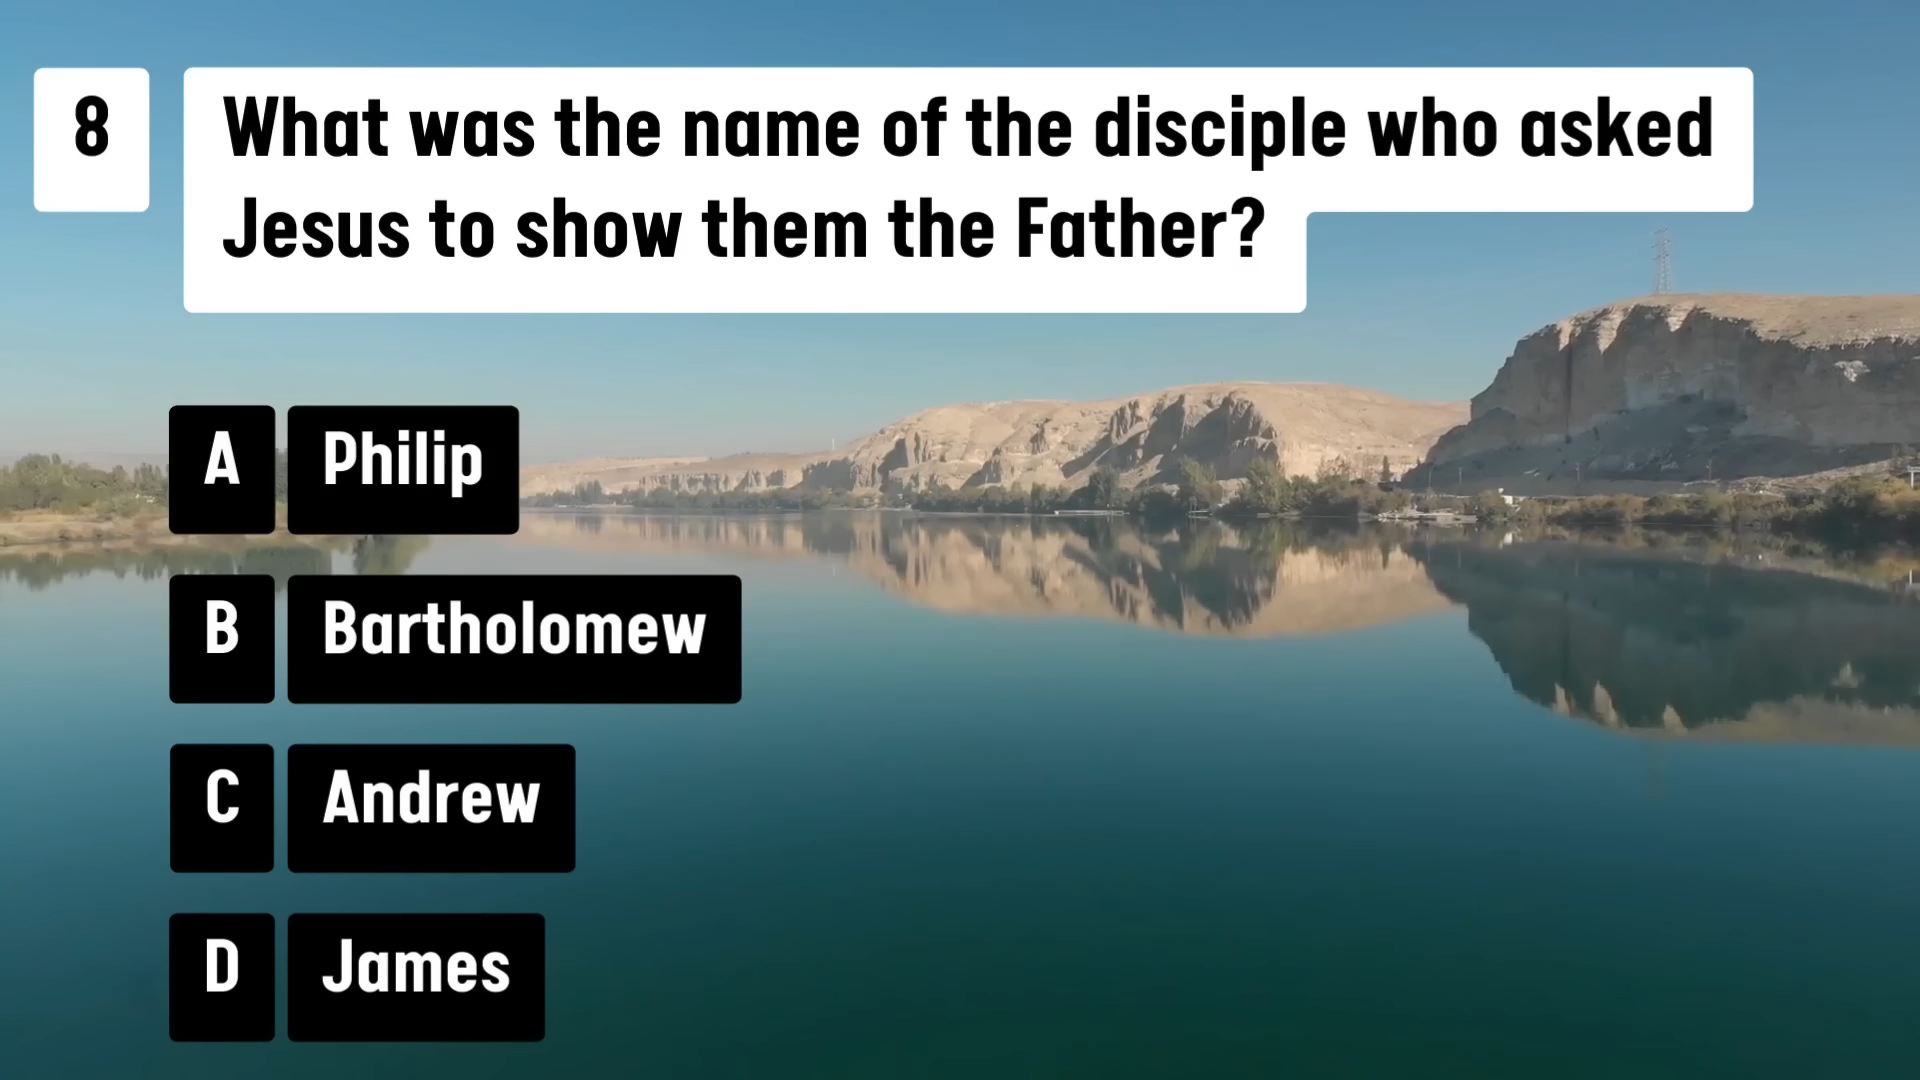 8
What was the name of the disciple who asked
Jesus to show them the Father?
A Philip
B Bartholomew
C Andrew
D James